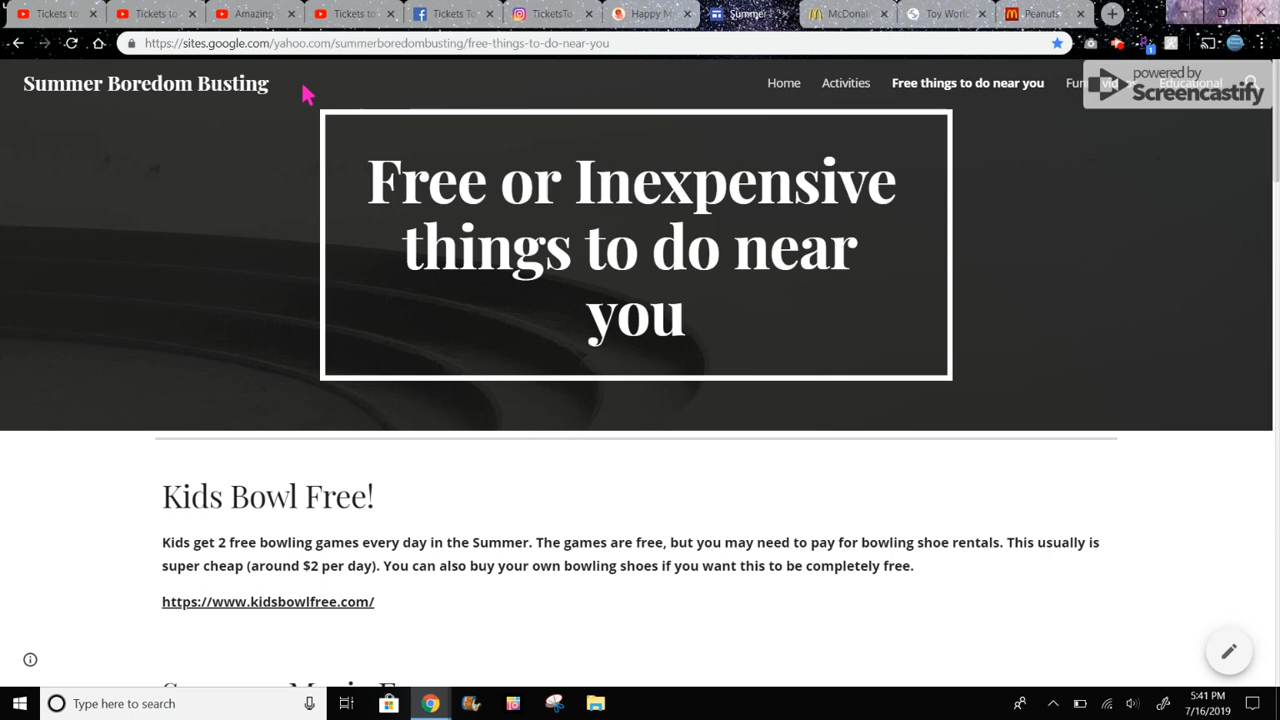 Tickets to
Tickets to
Amazing
Tickets to
Tickets To
TicketsTo
Happy M
Summer
McDonal
Toy World
Peanuts S
https://sites.google.com/yahoo.com/summerboredombusting/free-things-to-do-near-you
1
Summer Boredom Busting
Home
Activities
Free things to do near you
powered by
Screencastify
Educational
Free or Inexpensive
things to do near
you
Kids Bowl Free!
Kids get 2 free bowling games every day in the Summer. The games are free, but you may need to pay for bowling shoe rentals. This usually is
super cheap (around $2 per day). You can also buy your own bowling shoes if you want this to be completely free.
https://www.kidsbowlfree.com/
Type here to search
5:41 PM
7/16/2019